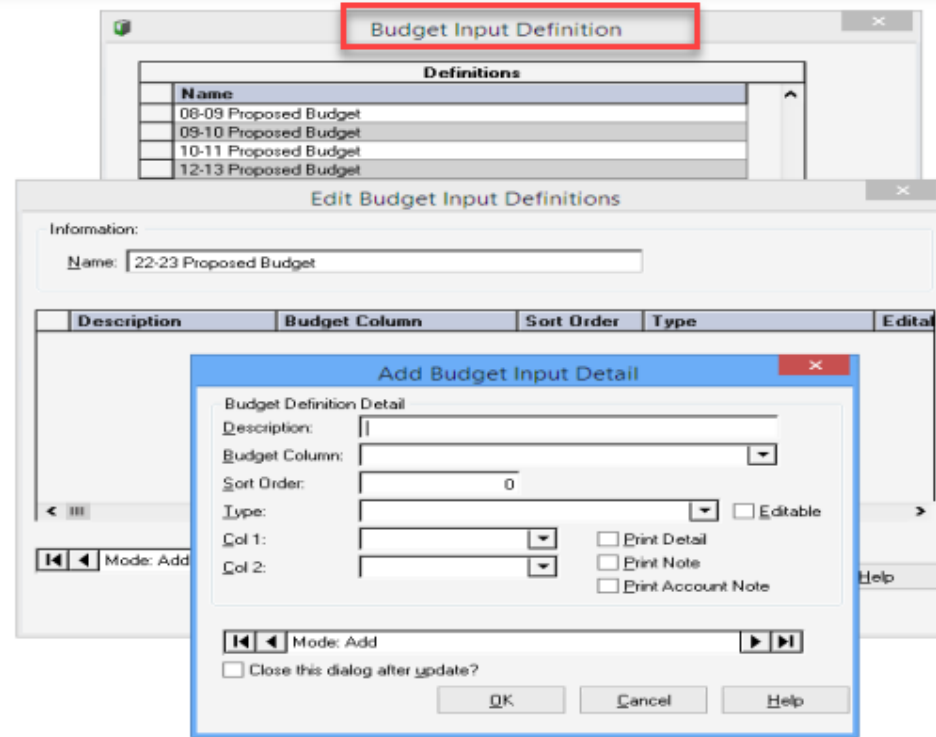 Budget Input Definition
Definitions
Name
08-09 Proposed Budget
09-10 Proposed Budget
10-11 Proposed Budget
12-13 Proposed Budget
Edit Budget Input Definitions
Information:
Name: 22-23 Proposed Budget
Description Budget Column Sort Order Type Edital
Add Budget Input Detail
Budget Definition Detail
Description:
Budget Column:
Sort Order: 0
Type: Editable
Col 1: Print Detail
Print Note
Col 2:
Print Account Note
Mode: Add
Help
Mode: Add
Close this dialog after update?
OK Cancel Help